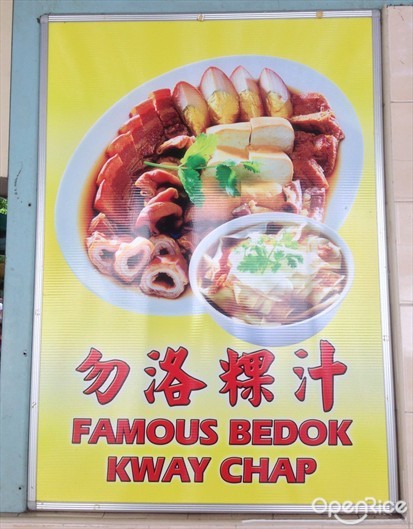 勿洛粿汁
FAMOUS BEDOK
KWAY CHAP
OpenRice